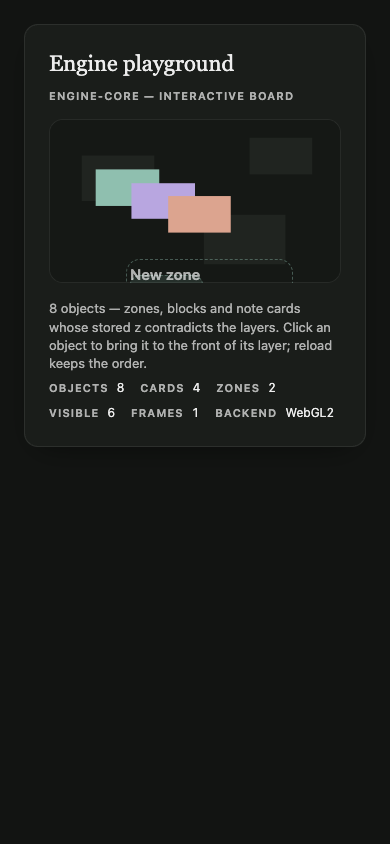 Engine playground
ENGINE-CORE — INTERACTIVE BOARD
New zone
8 objects — zones, blocks and note cards
whose stored z contradicts the layers. Click an
object to bring it to the front of its layer; reload
keeps the order.
OBJECTS 8 CARDS 4 ZONES 2
VISIBLE 6 FRAMES 1 BACKEND WebGL2